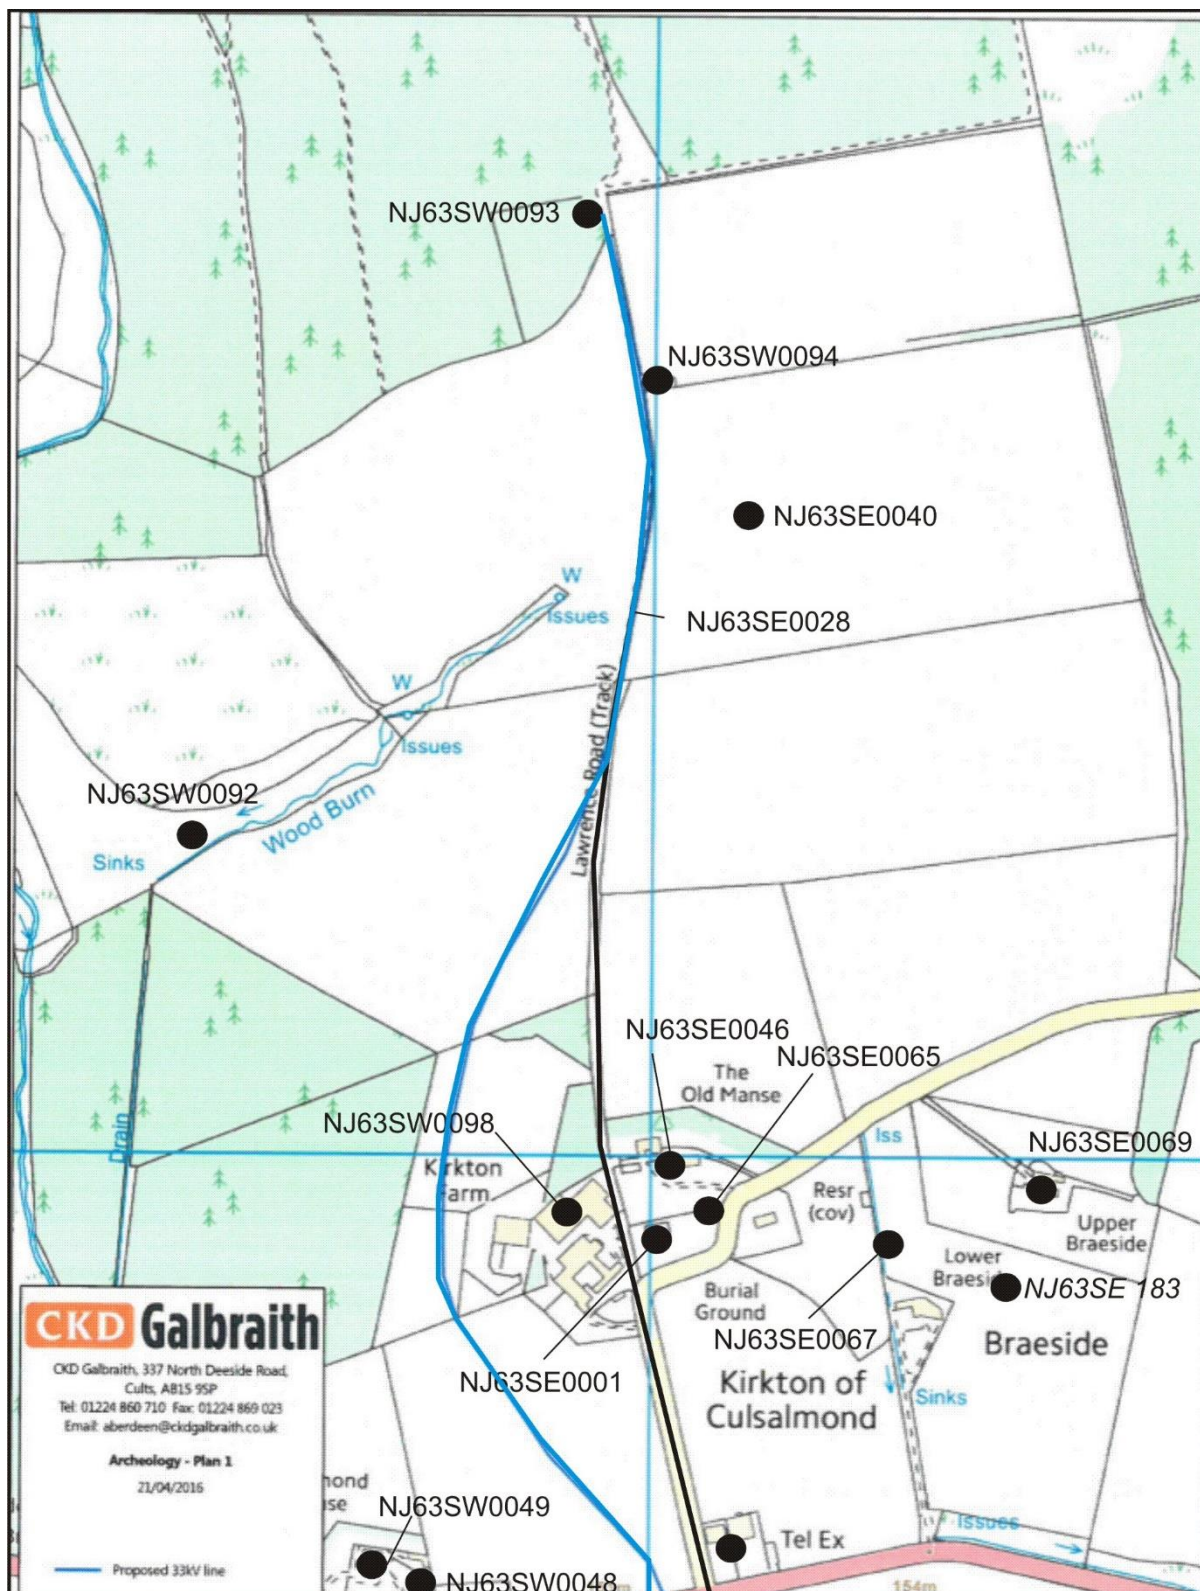 NJ63SW0093
NJ63SW0094
NJ63SE0040
W
Issues
NJ63SE0028
Lawrence Road (Track)
W
Issues
NJ63SW0092
Wood Burn
Sinks
NJ63SE0046
NJ63SE0065
The
Old Manse
Drain
NJ63SW0098
Iss
NJ63SE0069
Kirkton
Farm
Resr
(cov)
Upper
Braeside
Lower
Braeside
NJ63SE 183
Burial
Ground
NJ63SE0067
Braeside
NJ63SE0001
Kirkton of
Culsalmond
Sinks
CKD Galbraith
CKD Galbraith, 337 North Deeside Road,
Cults, AB15 9SP
Tel: 01224 860 710 Fax: 01224 869 023
Email: aberdeen@ckdgalbraith.co.uk
Archeology - Plan 1
21/04/2016
Proposed 33kV line
NJ63SW0049
NJ63SW0048
Tel Ex
Issues
154m